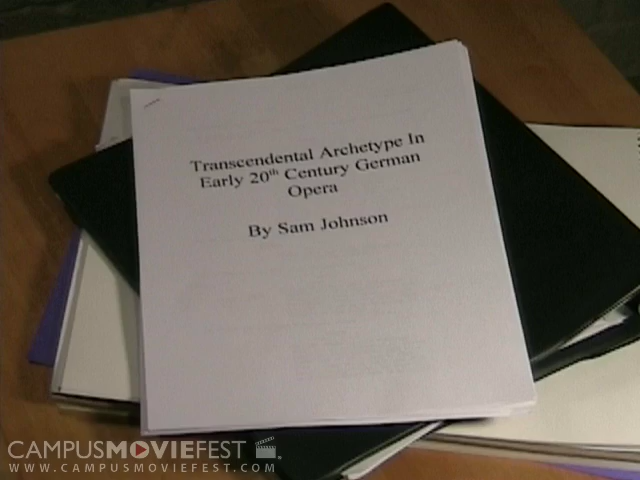 Transcendental Archetype In
Early 20th Century German
Opera
By Sam Johnson
CAMPUSMOVIEFEST
WWW.CAMPUSMOVIEFEST.COM